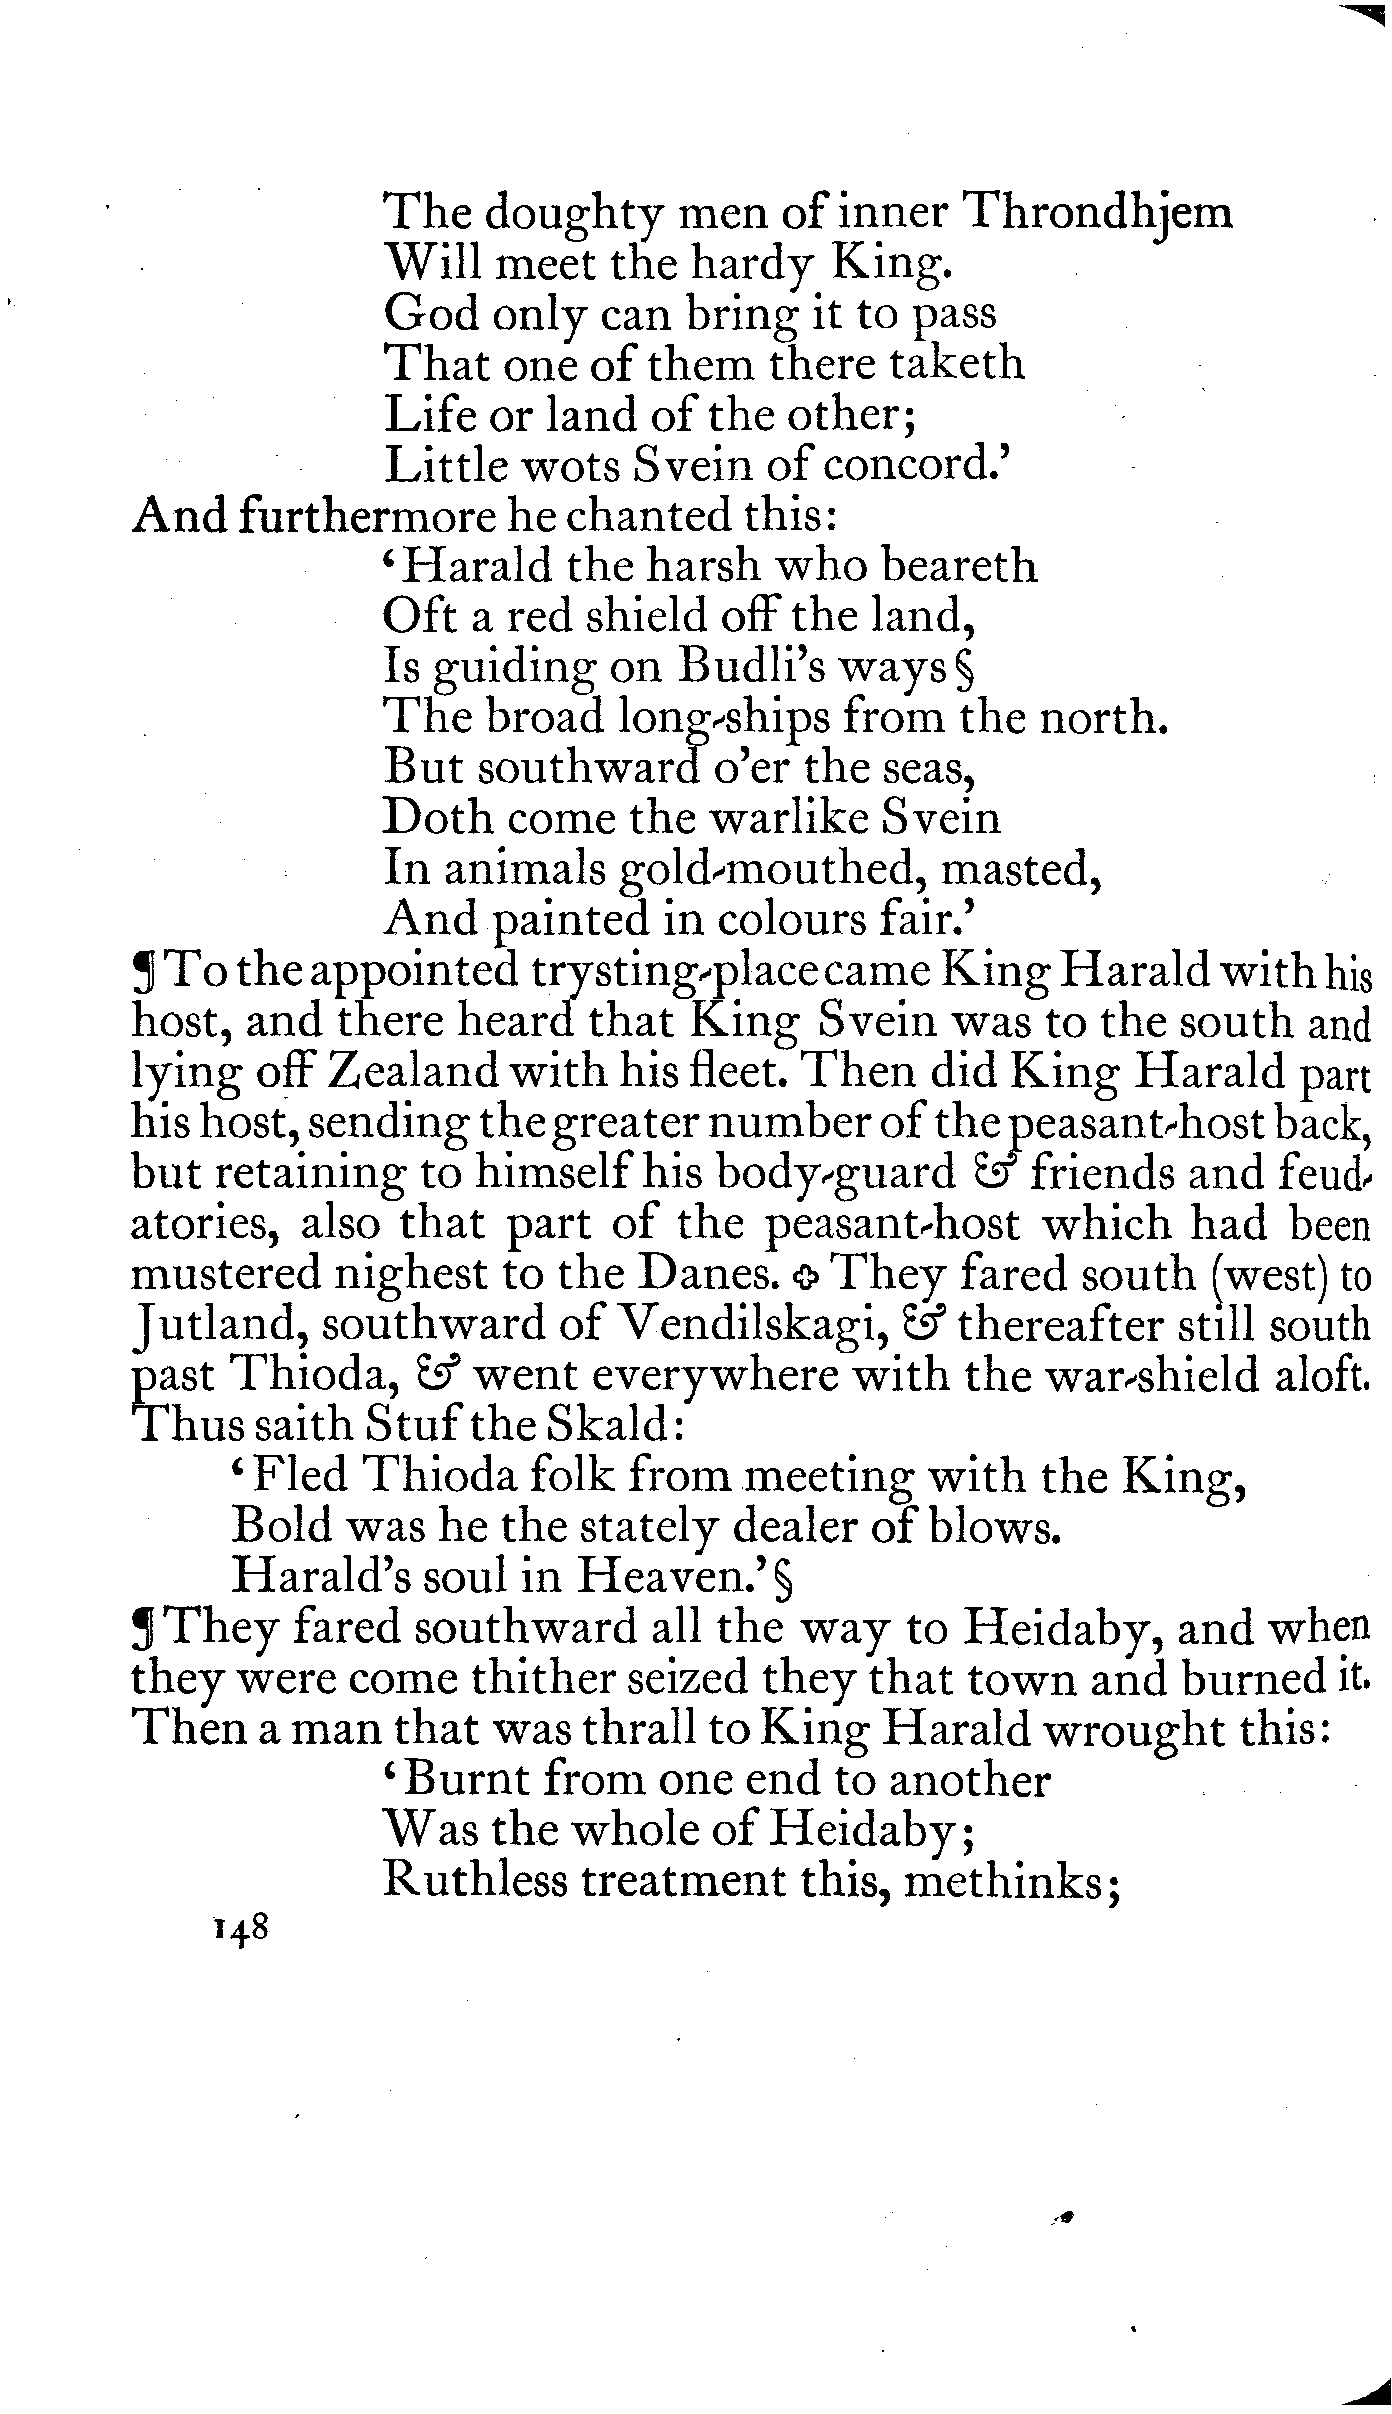 The doughty men of inner Throndhjem
Will meet the hardy King.
God only can bring it to pass
That one of them there taketh
Life or land of the other;
Little wots Svein of concord.’
And furthermore he chanted this:
‘Harald the harsh who beareth
Oft a red shield off the land,
Is guiding on Budli’s ways§
The broad long-ships from the north.
But southward o’er the seas,
Doth come the warlike Svein
In animals gold-mouthed, masted,
And painted in colours fair.’
¶ To the appointed trysting-place came King Harald with his
host, and there heard that King Svein was to the south and
lying off Zealand with his fleet. Then did King Harald part
his host, sending the greater number of the peasant-host back,
but retaining to himself his body-guard & friends and feud-
atories, also that part of the peasant-host which had been
mustered nighest to the Danes. ✥ They fared south (west) to
Jutland, southward of Vendilskagi, & thereafter still south
past Thioda, & went everywhere with the war-shield aloft.
Thus saith Stuf the Skald:
‘Fled Thioda folk from meeting with the King,
Bold was he the stately dealer of blows.
Harald’s soul in Heaven.’§
¶ They fared southward all the way to Heidaby, and when
they were come thither seized they that town and burned it.
Then a man that was thrall to King Harald wrought this:
‘Burnt from one end to another
Was the whole of Heidaby;
Ruthless treatment this, methinks;
148